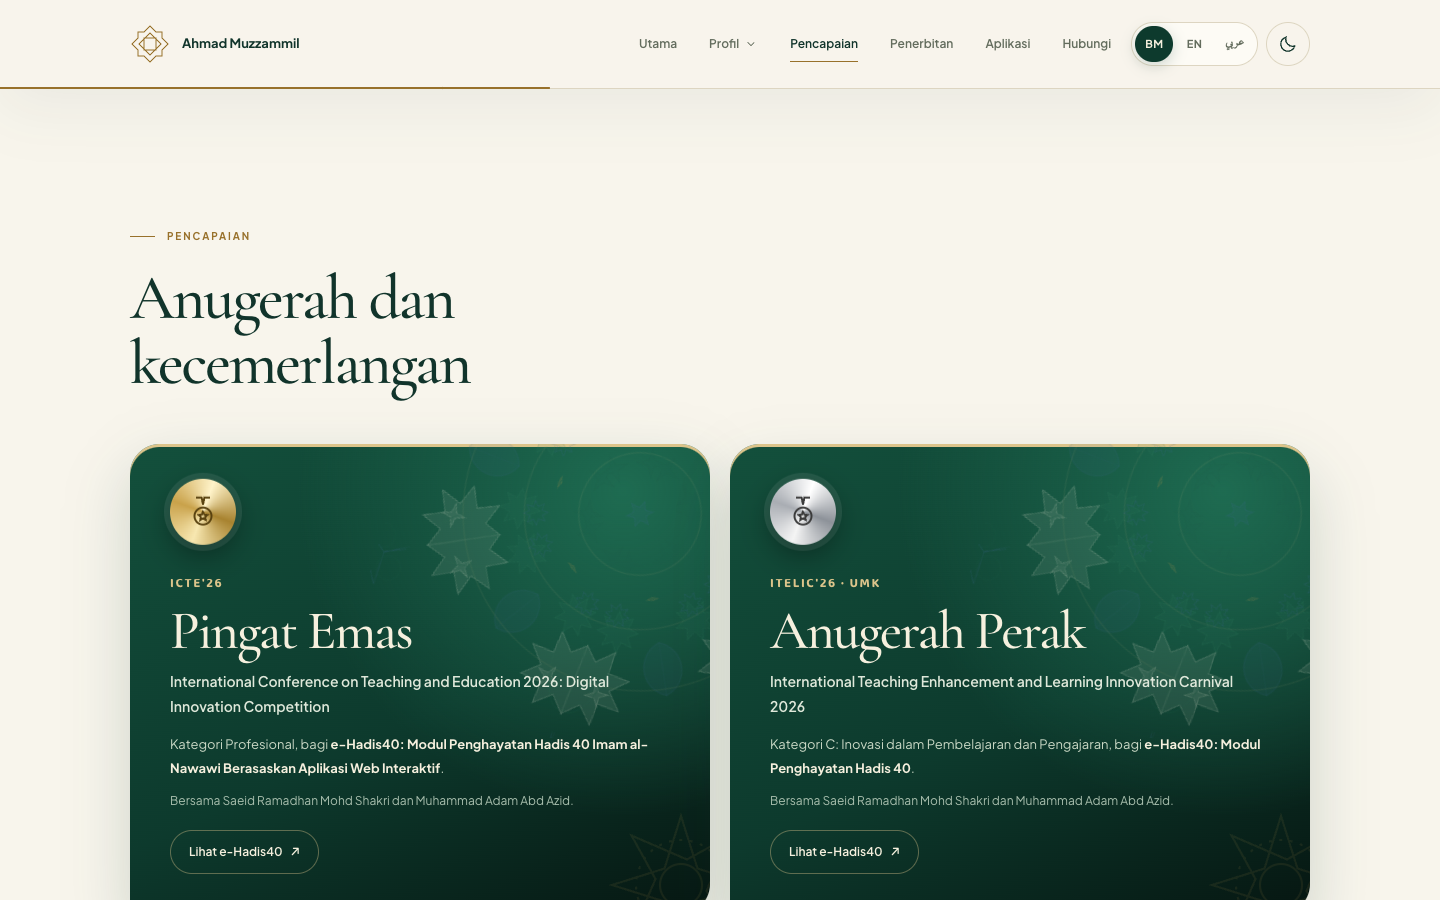 Ahmad Muzzammil
Utama
Profil
Pencapaian
Penerbitan
Aplikasi
Hubungi
BM
EN
عربي
PENCAPAIAN
Anugerah dan
kecemerlangan
ICTE'26
Pingat Emas
International Conference on Teaching and Education 2026: Digital
Innovation Competition
Kategori Profesional, bagi e-Hadis40: Modul Penghayatan Hadis 40 Imam al-
Nawawi Berasaskan Aplikasi Web Interaktif.
Bersama Saeid Ramadhan Mohd Shakri dan Muhammad Adam Abd Azid.
Lihat e-Hadis40
ITELIC'26 · UMK
Anugerah Perak
International Teaching Enhancement and Learning Innovation Carnival
2026
Kategori C: Inovasi dalam Pembelajaran dan Pengajaran, bagi e-Hadis40: Modul
Penghayatan Hadis 40.
Bersama Saeid Ramadhan Mohd Shakri dan Muhammad Adam Abd Azid.
Lihat e-Hadis40